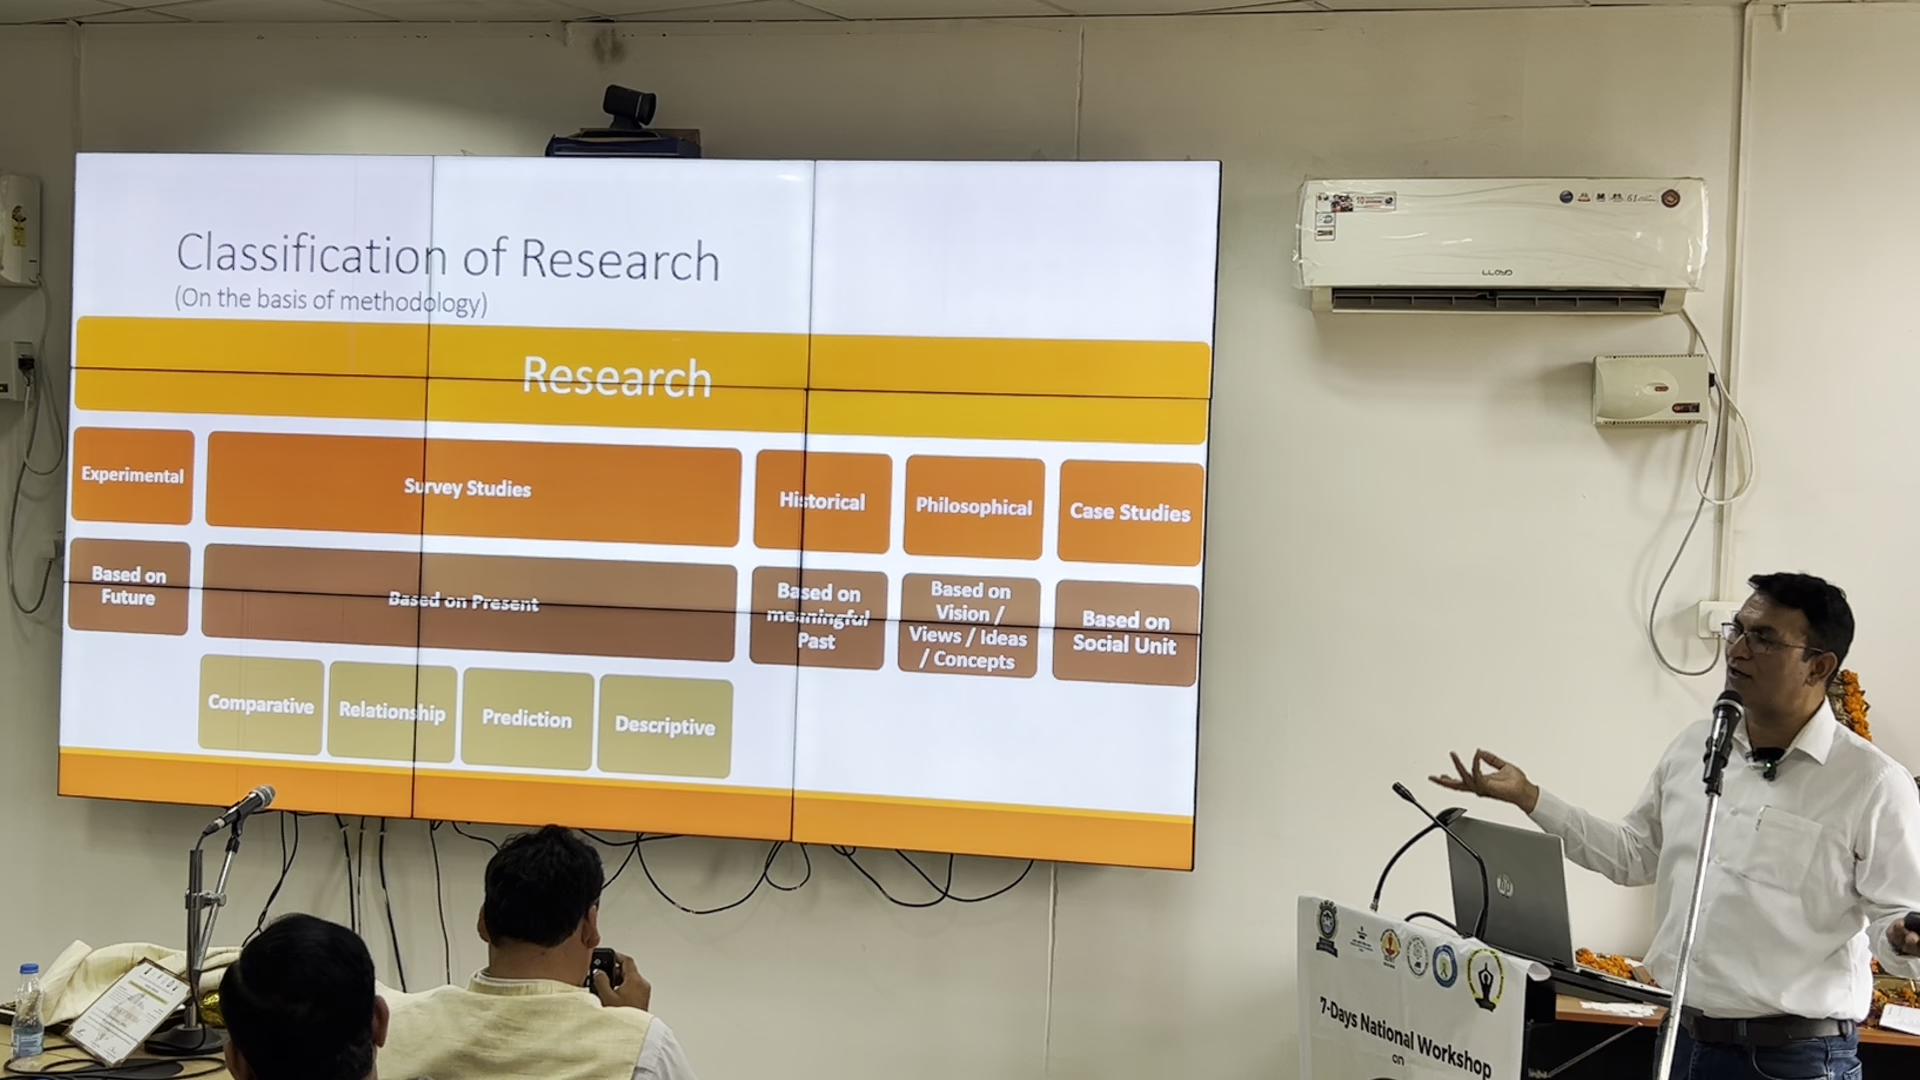 Classification of Research
(On the basis of methodology)
Research
Experimental
Survey Studies
Historical
Philosophical
Case Studies
Based on
Future
Based on Present
Based on
meaningful
Past
Based on
Vision /
Views / Ideas
/ Concepts
Based on
Social Unit
Comparative
Relationship
Prediction
Descriptive
LLOYD
hp
7-Days National Workshop
on